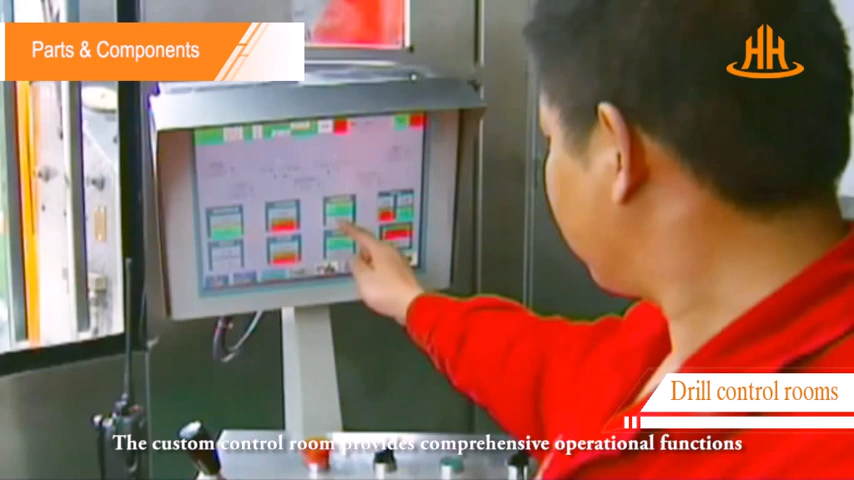 Parts & Components
HH
Drill control rooms
The custom control room provides comprehensive operational functions